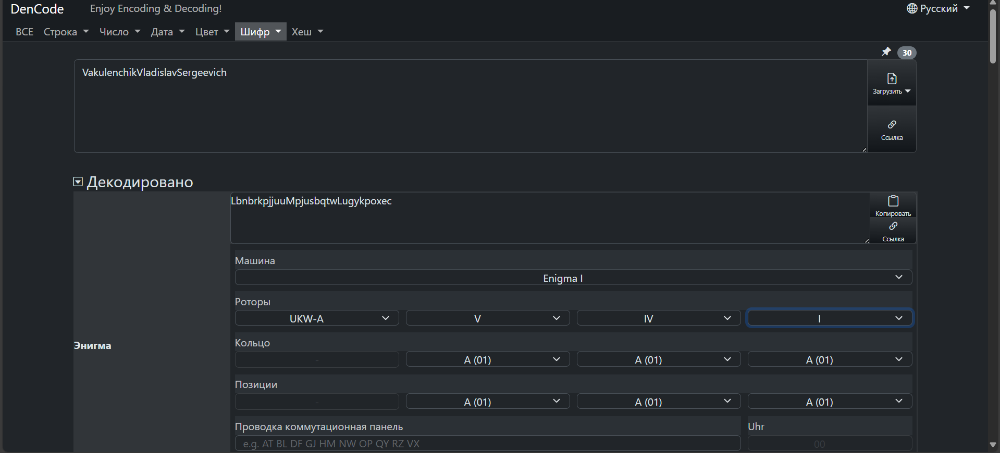 DenCode Enjoy Encoding & Decoding! Русский
ВСЕ Строка Число Дата Цвет Шифр Хеш
30
VakulenchikVladislavSergeevich
Загрузить
Ссылка
Декодировано
LbnbrkpjjuuMpjusbqtwLugykpoxec
Копировать
Ссылка
Машина
Enigma I
Роторы
UKW-A V IV I
Энигма
Кольцо
- A (01) A (01) A (01)
Позиции
- A (01) A (01) A (01)
Проводка коммутационная панель Uhr
e.g. AT BL DF GJ HM NW OP QY RZ VX 00